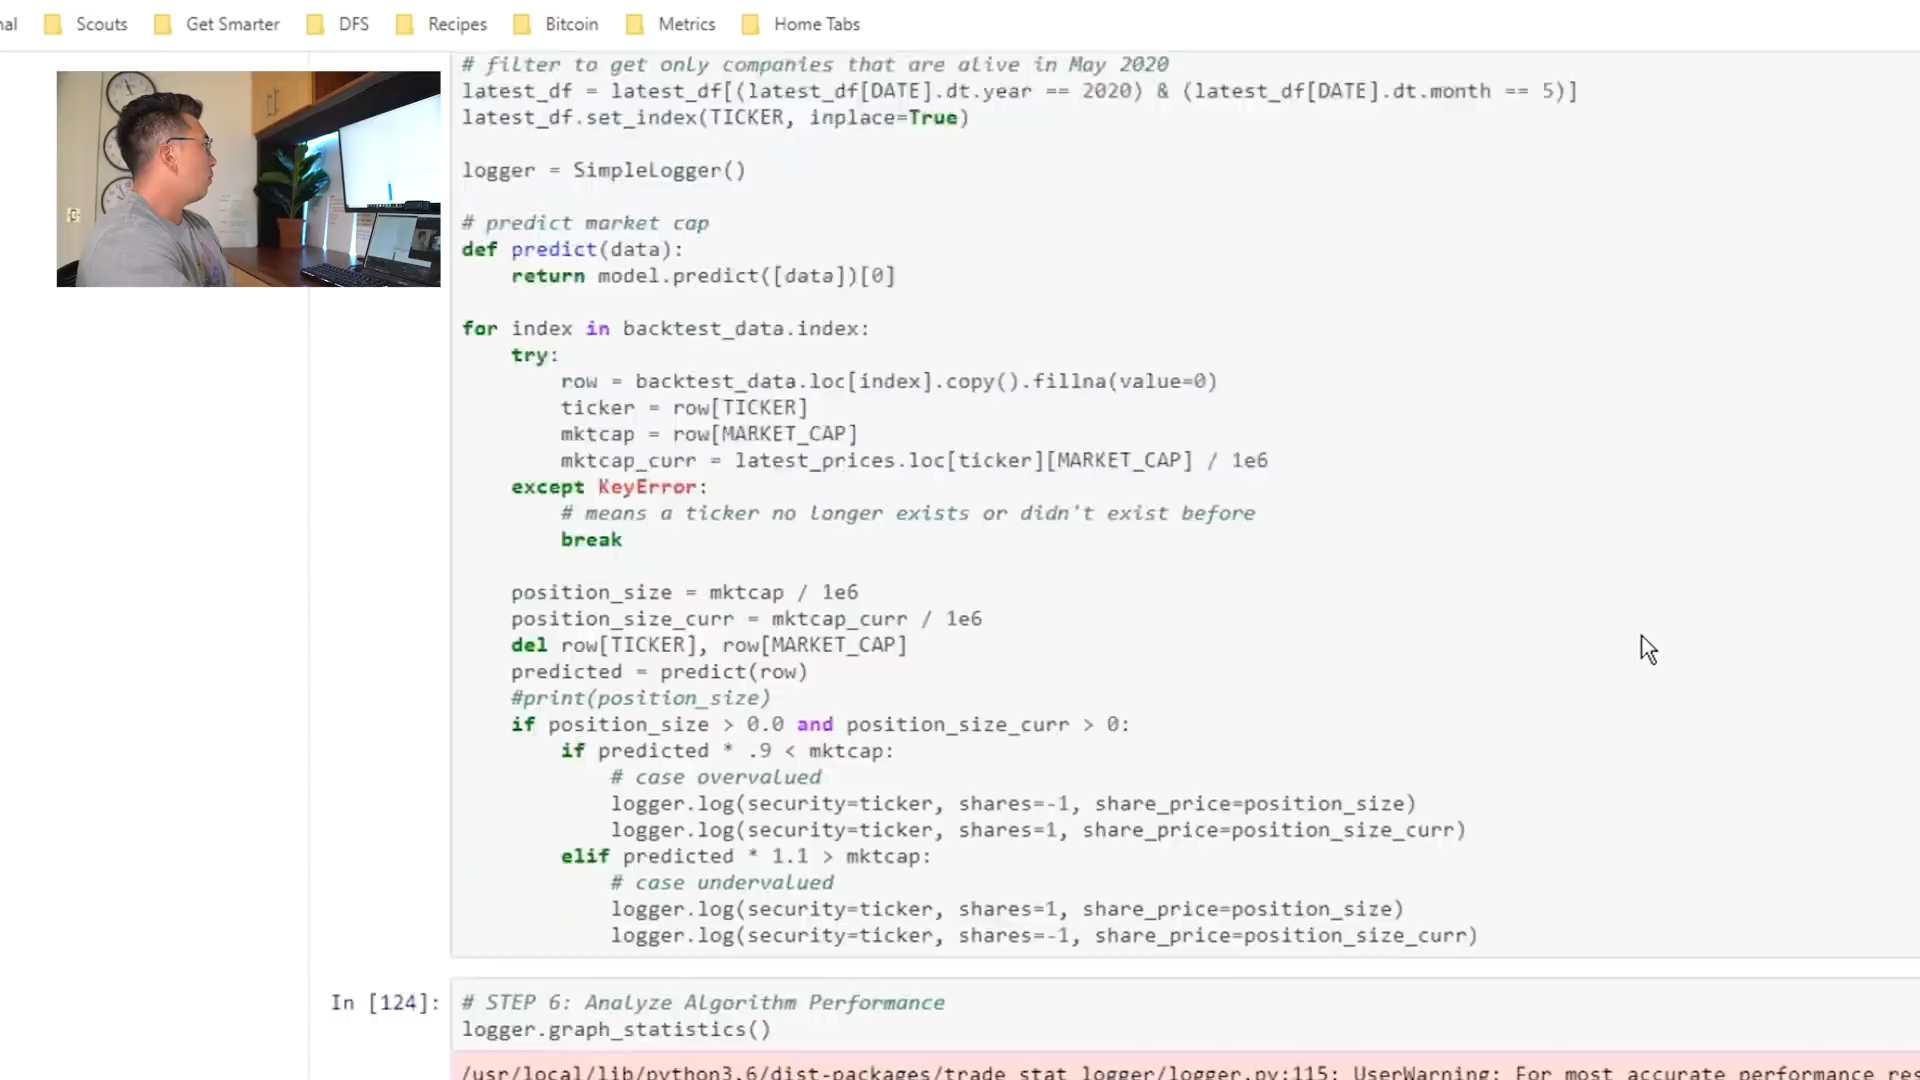 nal Scouts Get Smarter DFS Recipes Bitcoin Metrics Home Tabs
# filter to get only companies that are alive in May 2020
latest_df = latest_df[(latest_df[DATE].dt.year == 2020) & (latest_df[DATE].dt.month == 5)]
latest_df.set_index(TICKER, inplace=True)
logger = SimpleLogger()
# predict market cap
def predict(data):
    return model.predict([data])[0]
for index in backtest_data.index:
    try:
        row = backtest_data.loc[index].copy().fillna(value=0)
        ticker = row[TICKER]
        mktcap = row[MARKET_CAP]
        mktcap_curr = latest_prices.loc[ticker][MARKET_CAP] / 1e6
    except KeyError:
        # means a ticker no longer exists or didn't exist before
        break
    position_size = mktcap / 1e6
    position_size_curr = mktcap_curr / 1e6
    del row[TICKER], row[MARKET_CAP]
    predicted = predict(row)
    #print(position_size)
    if position_size > 0.0 and position_size_curr > 0:
        if predicted * .9 < mktcap:
            # case overvalued
            logger.log(security=ticker, shares=-1, share_price=position_size)
            logger.log(security=ticker, shares=1, share_price=position_size_curr)
        elif predicted * 1.1 > mktcap:
            # case undervalued
            logger.log(security=ticker, shares=1, share_price=position_size)
            logger.log(security=ticker, shares=-1, share_price=position_size_curr)
In [124]: # STEP 6: Analyze Algorithm Performance
logger.graph_statistics()
/usr/local/lib/python3.6/dist-packages/trade_stat_logger/logger.py:115: UserWarning: For most accurate performance res